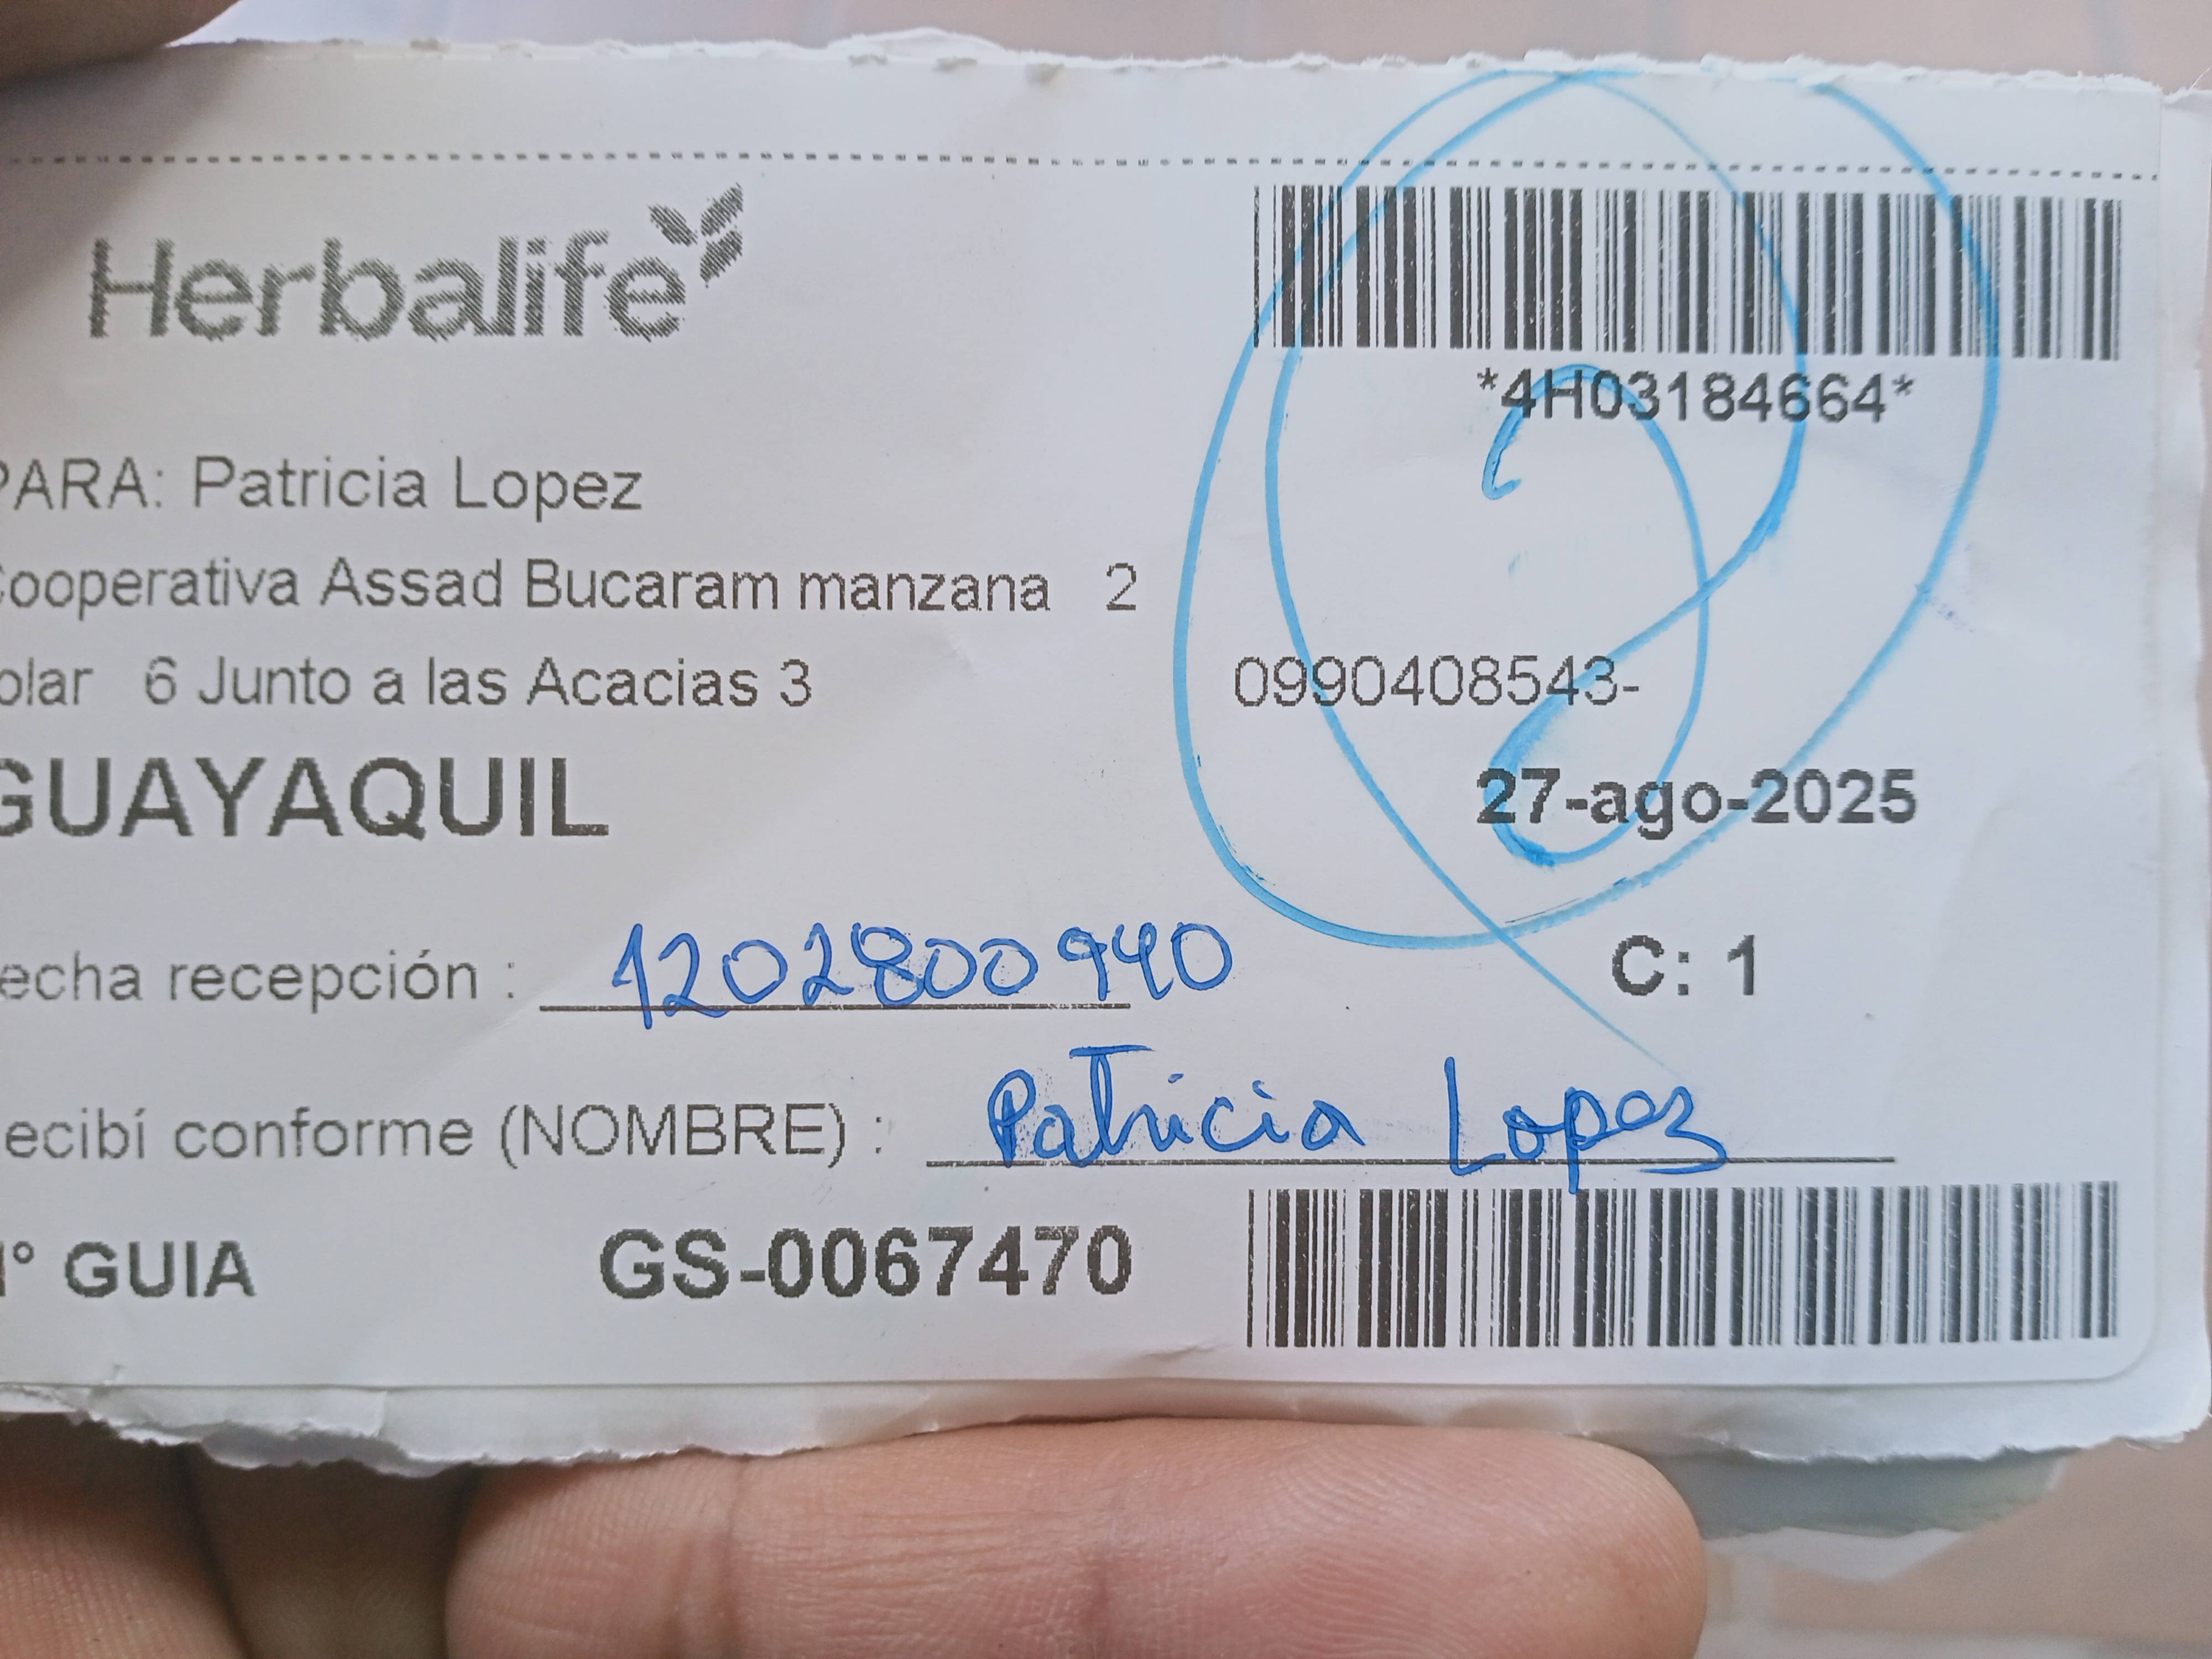 Herbalife
*4H03184664*
PARA: Patricia Lopez
Cooperativa Assad Bucaram manzana 2
olar 6 Junto a las Acacias 3 0990408543-
GUAYAQUIL 27-ago-2025
echa recepción : 1202800940 C: 1
ecibí conforme (NOMBRE) : Patricia Lopez
N° GUIA GS-0067470